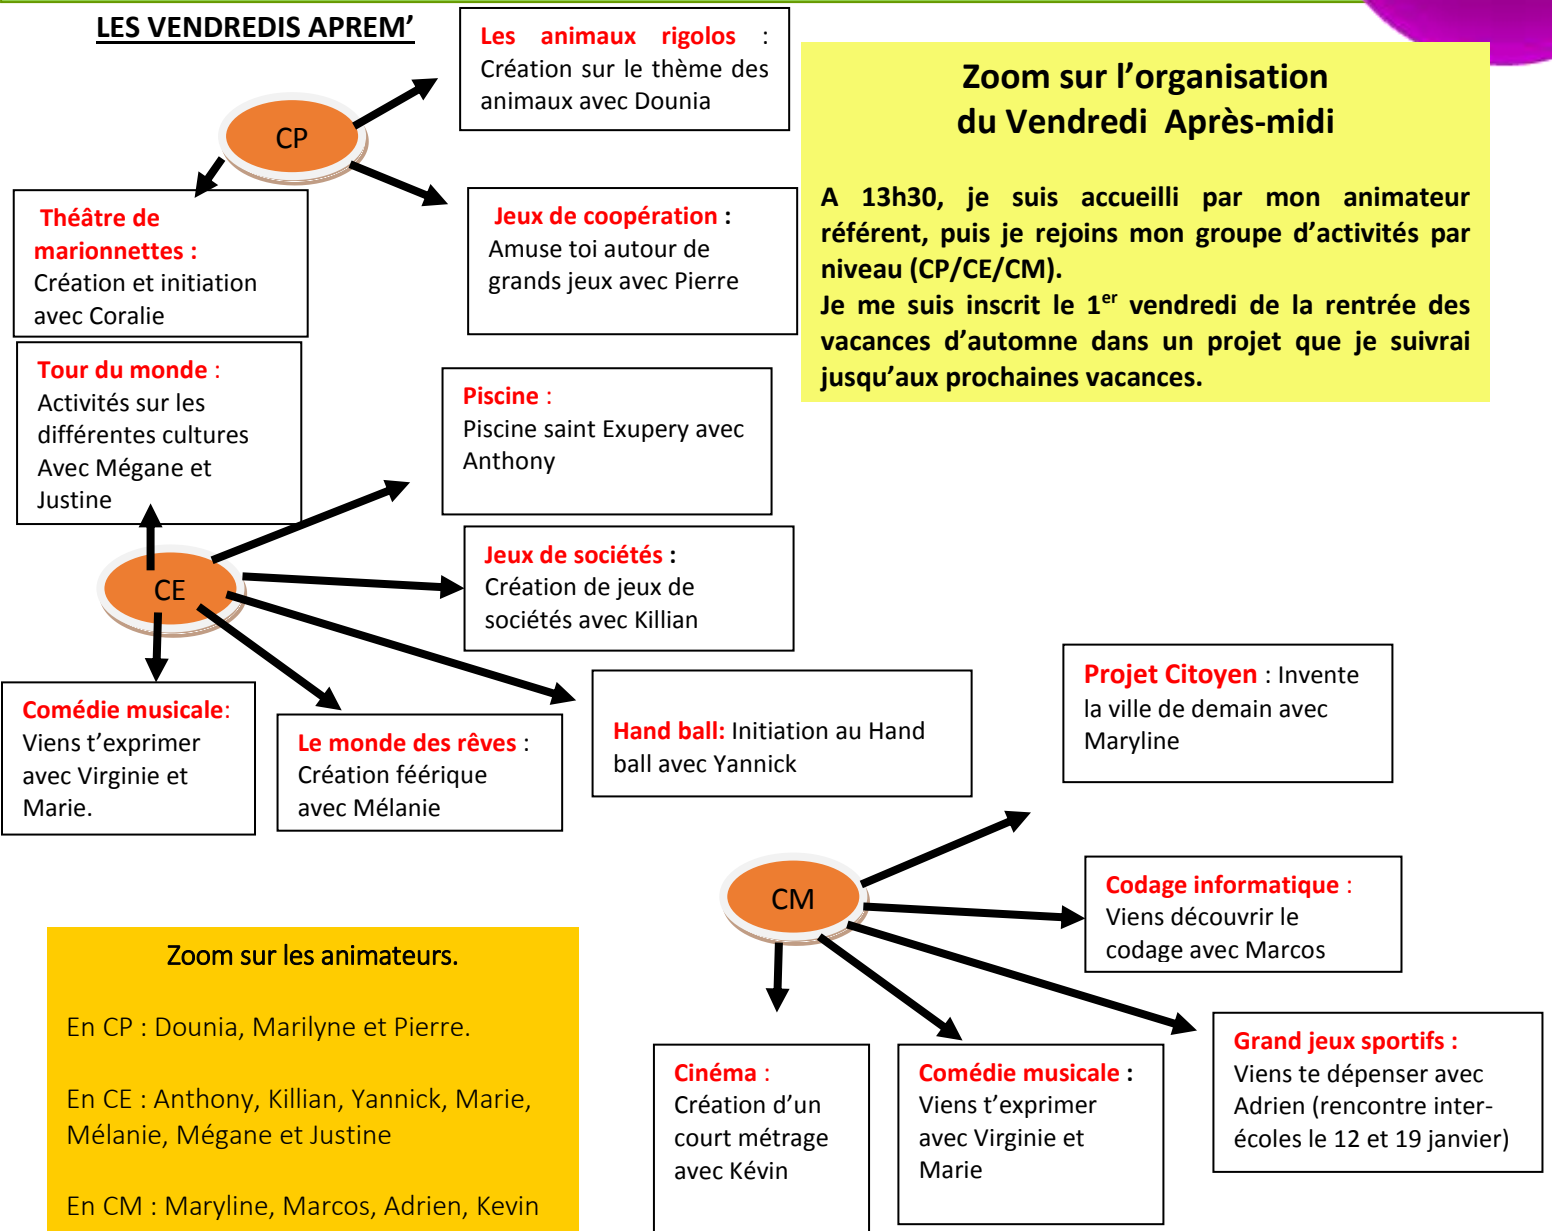 LES VENDREDIS APREM’
Les animaux rigolos :
Création sur le thème des
animaux avec Dounia
Zoom sur l’organisation
du Vendredi Après-midi
A 13h30, je suis accueilli par mon animateur
référent, puis je rejoins mon groupe d’activités par
niveau (CP/CE/CM).
Je me suis inscrit le 1er vendredi de la rentrée des
vacances d’automne dans un projet que je suivrai
jusqu’aux prochaines vacances.
CP
Théâtre de
marionnettes :
Création et initiation
avec Coralie
Jeux de coopération :
Amuse toi autour de
grands jeux avec Pierre
Tour du monde :
Activités sur les
différentes cultures
Avec Mégane et
Justine
Piscine :
Piscine saint Exupery avec
Anthony
CE
Jeux de sociétés :
Création de jeux de
sociétés avec Killian
Comédie musicale:
Viens t’exprimer
avec Virginie et
Marie.
Le monde des rêves :
Création féérique
avec Mélanie
Hand ball: Initiation au Hand
ball avec Yannick
Projet Citoyen : Invente
la ville de demain avec
Maryline
CM
Codage informatique :
Viens découvrir le
codage avec Marcos
Cinéma :
Création d’un
court métrage
avec Kévin
Comédie musicale :
Viens t’exprimer
avec Virginie et
Marie
Grand jeux sportifs :
Viens te dépenser avec
Adrien (rencontre inter-
écoles le 12 et 19 janvier)
Zoom sur les animateurs.
En CP : Dounia, Marilyne et Pierre.
En CE : Anthony, Killian, Yannick, Marie,
Mélanie, Mégane et Justine
En CM : Maryline, Marcos, Adrien, Kevin